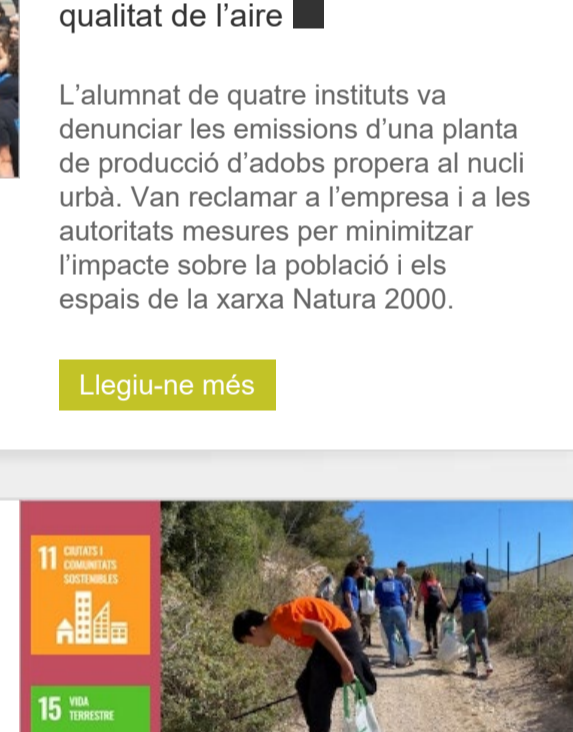 qualitat de l’aire
L’alumnat de quatre instituts va
denunciar les emissions d’una planta
de producció d’adobs propera al nucli
urbà. Van reclamar a l’empresa i a les
autoritats mesures per minimitzar
l’impacte sobre la població i els
espais de la xarxa Natura 2000.
Llegiu-ne més
11 CIUTATS I
COMUNITATS
SOSTENIBLES
15 VIDA
TERRESTRE